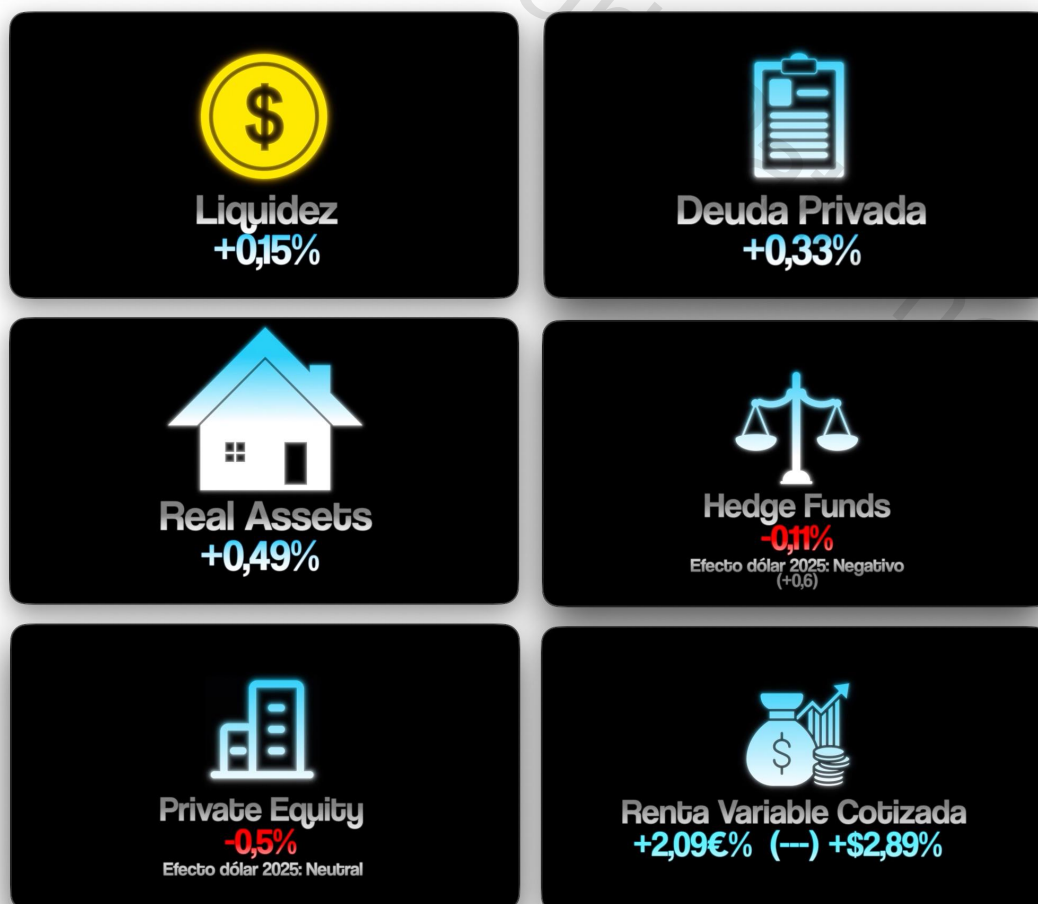 $
Liquidez
+0,15%
Deuda Privada
+0,33%
Real Assets
+0,49%
Hedge Funds
-0,11%
Efecto dólar 2025: Negativo
(+0,6)
Private Equity
-0,5%
Efecto dólar 2025: Neutral
$
Renta Variable Cotizada
+2,09€% (---) +$2,89%